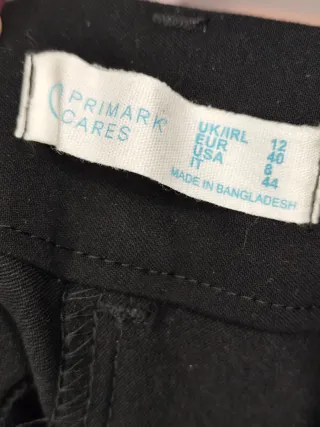 PRIMARK
CARES
UK/IRL 12
EUR 40
USA 8
IT 44
MADE IN BANGLADESH